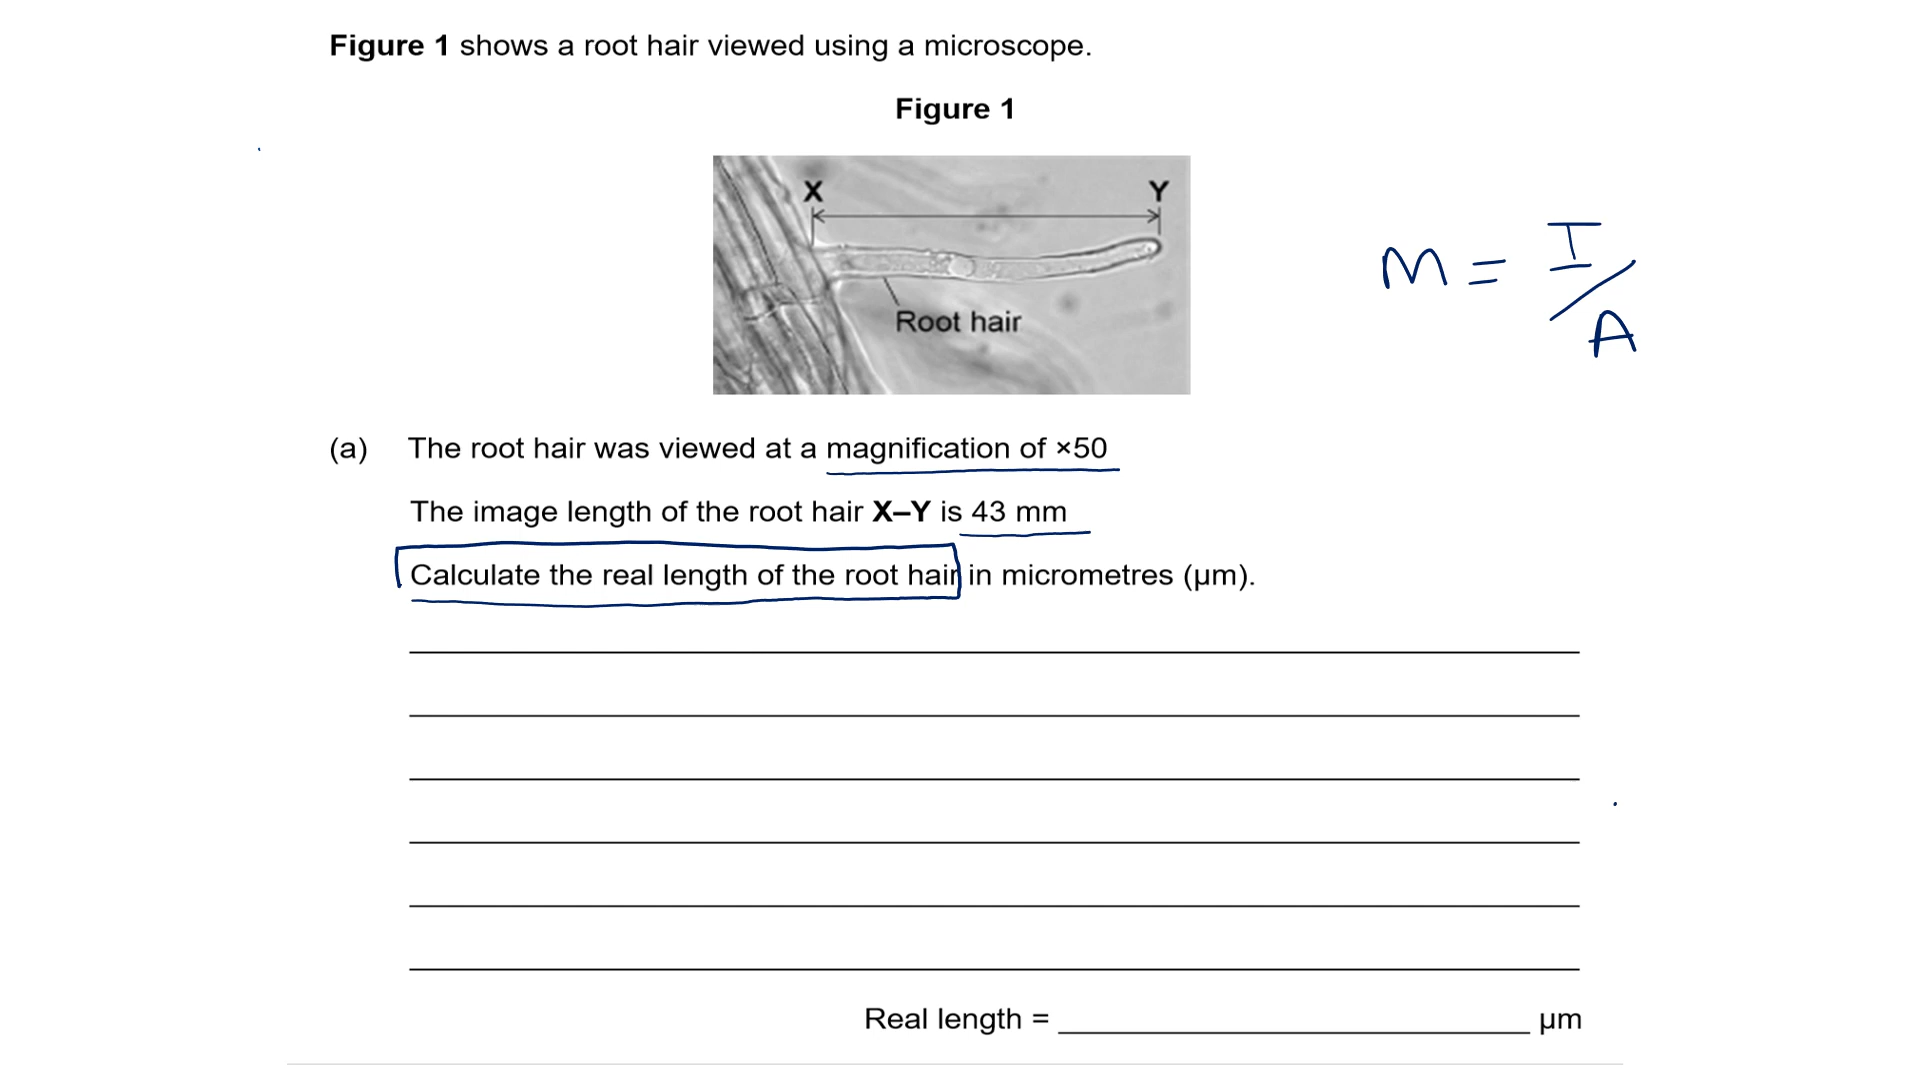 Figure 1 shows a root hair viewed using a microscope.
Figure 1
X Y
Root hair
M = I/A
(a) The root hair was viewed at a magnification of ×50
The image length of the root hair X–Y is 43 mm
Calculate the real length of the root hair in micrometres (µm).
Real length = ______________________________ µm